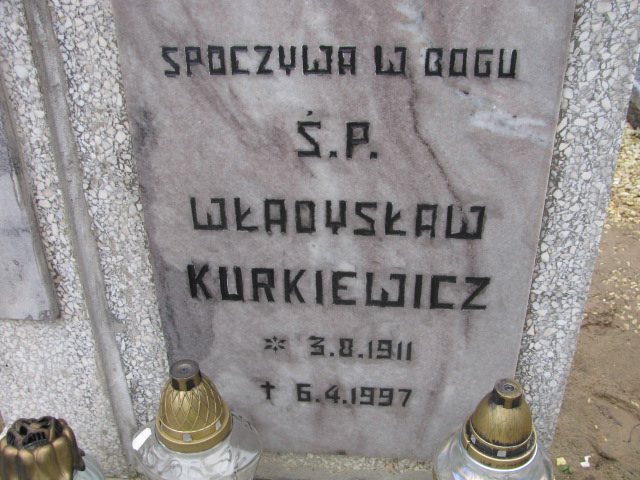 SPOCZYWA W BOGU
Ś.P.
WŁADYSŁAW
KURKIEWICZ
* 3.8.1911
✝ 6.4.1997